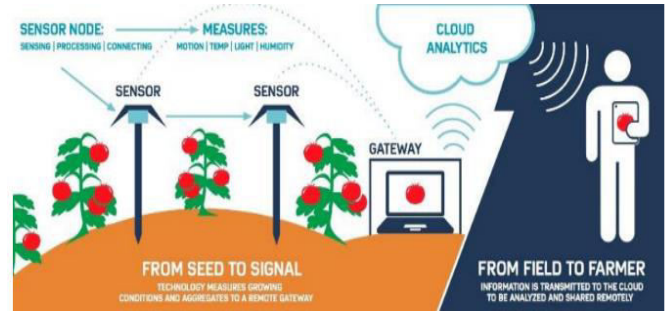 SENSOR NODE:
SENSING | PROCESSING | CONNECTING
MEASURES:
MOTION | TEMP | LIGHT | HUMIDITY
CLOUD
ANALYTICS
SENSOR
SENSOR
GATEWAY
FROM SEED TO SIGNAL
TECHNOLOGY MEASURES GROWING
CONDITIONS AND AGGREGATES TO A REMOTE GATEWAY
FROM FIELD TO FARMER
INFORMATION IS TRANSMITTED TO THE CLOUD
TO BE ANALYZED AND SHARED REMOTELY